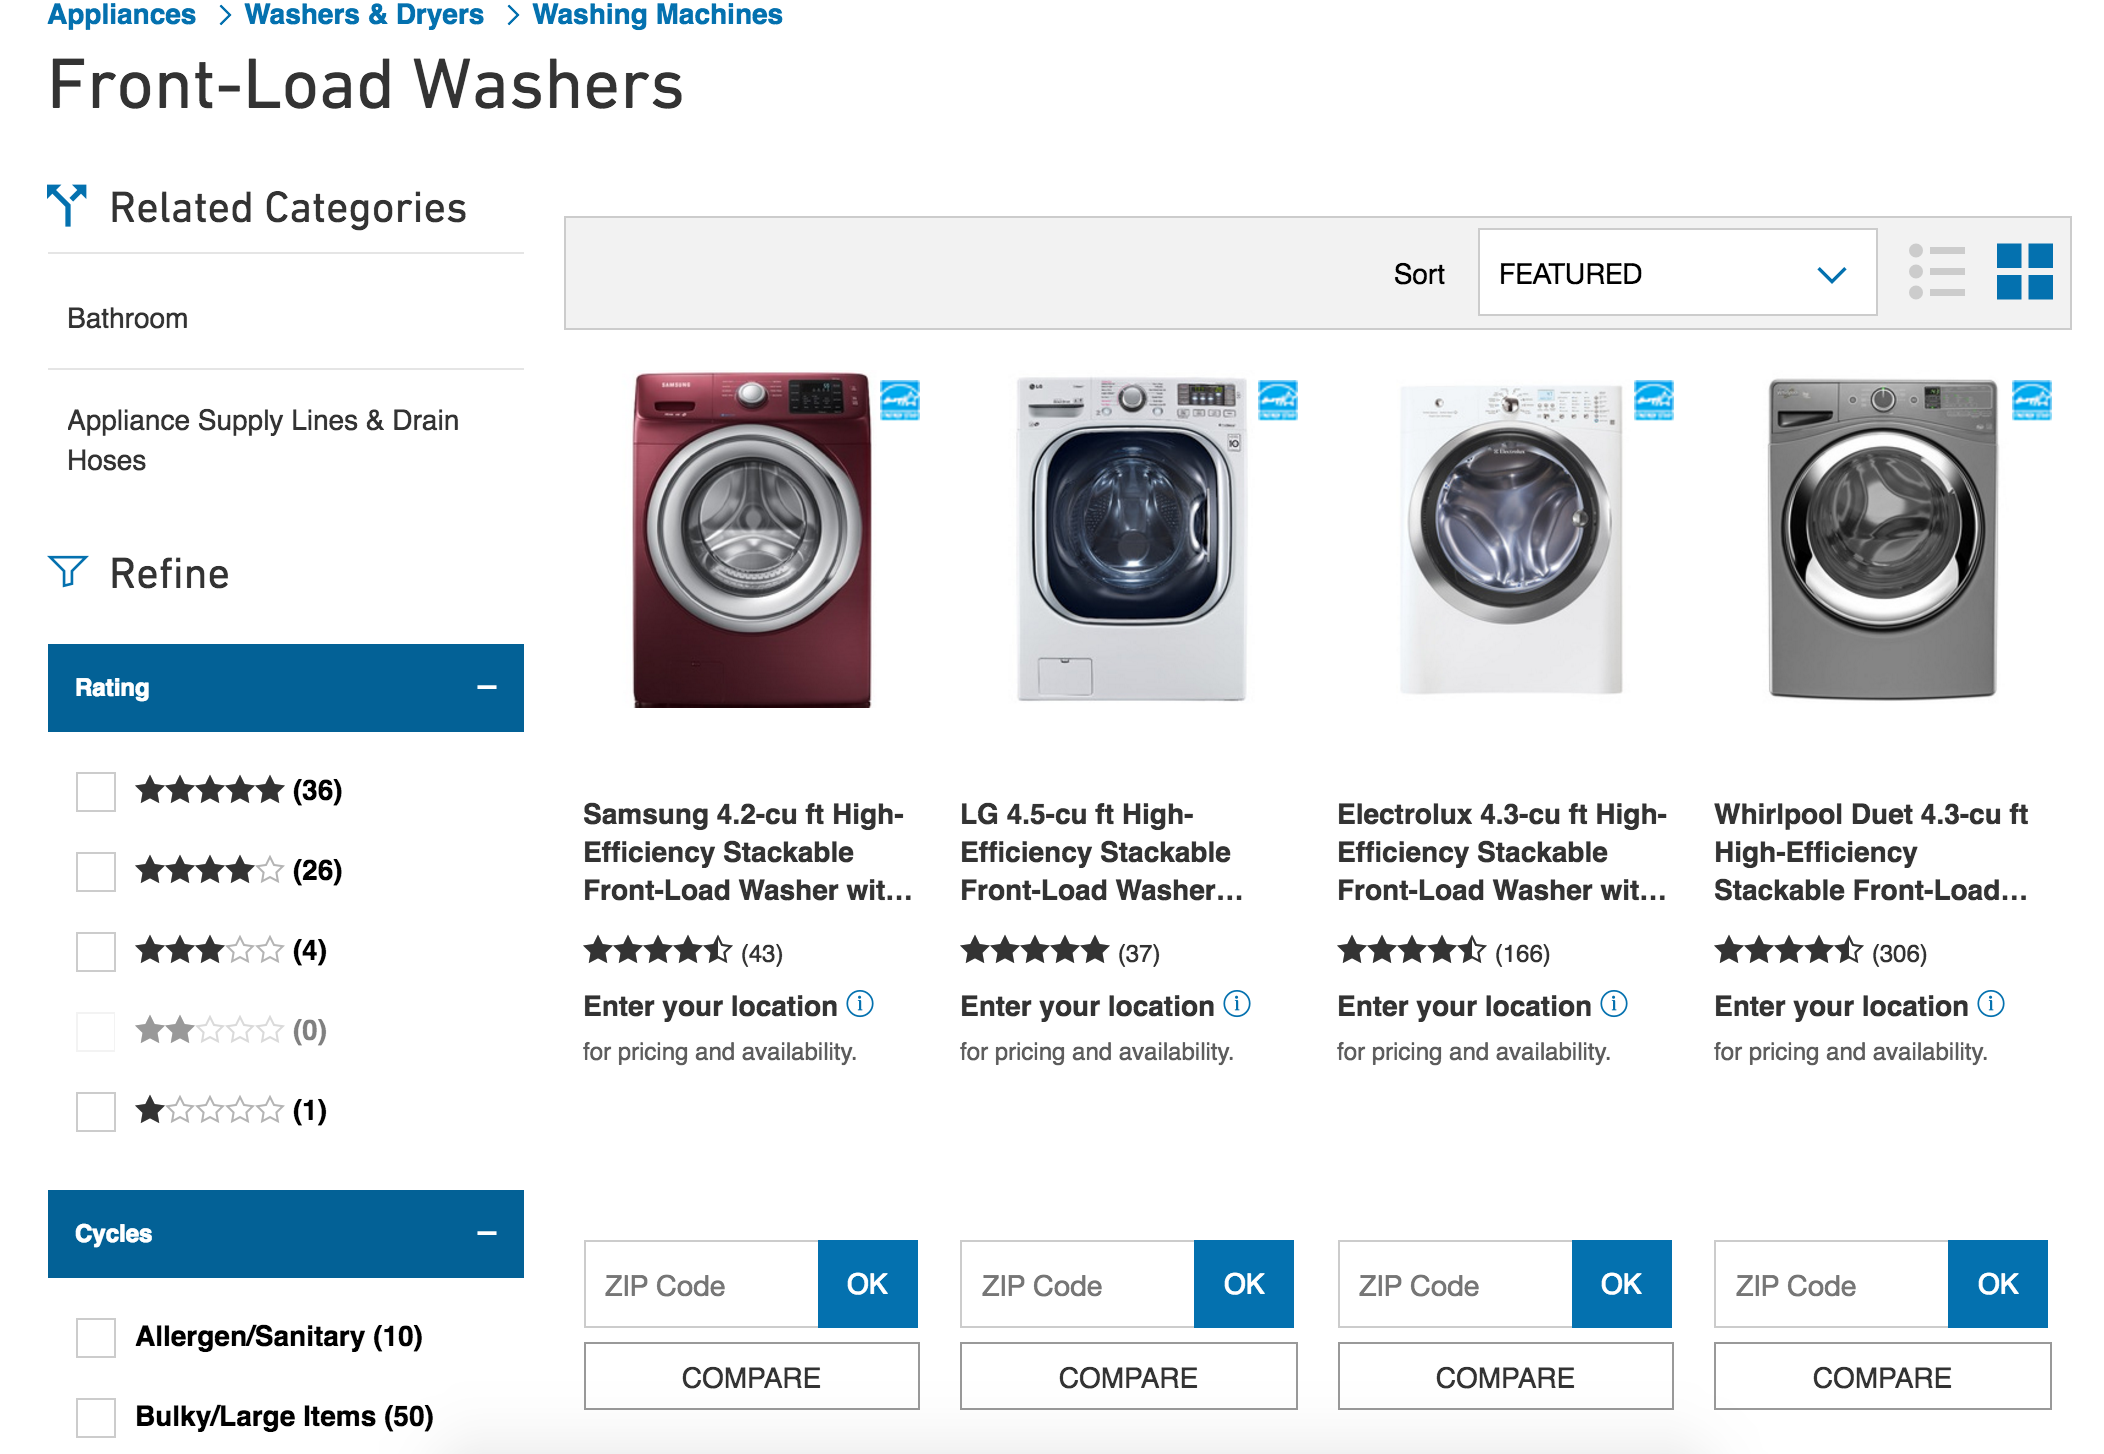 Appliances > Washers & Dryers > Washing Machines
Front-Load Washers
Related Categories
Bathroom
Appliance Supply Lines & Drain
Hoses
Refine
Rating
(36)
(26)
(4)
(0)
(1)
Cycles
Allergen/Sanitary (10)
Bulky/Large Items (50)
Sort FEATURED
SAMSUNG
LG
Electrolux
Samsung 4.2-cu ft High-
Efficiency Stackable
Front-Load Washer wit...
(43)
Enter your location
for pricing and availability.
ZIP Code OK
COMPARE
LG 4.5-cu ft High-
Efficiency Stackable
Front-Load Washer...
(37)
Enter your location
for pricing and availability.
ZIP Code OK
COMPARE
Electrolux 4.3-cu ft High-
Efficiency Stackable
Front-Load Washer wit...
(166)
Enter your location
for pricing and availability.
ZIP Code OK
COMPARE
Whirlpool Duet 4.3-cu ft
High-Efficiency
Stackable Front-Load...
(306)
Enter your location
for pricing and availability.
ZIP Code OK
COMPARE